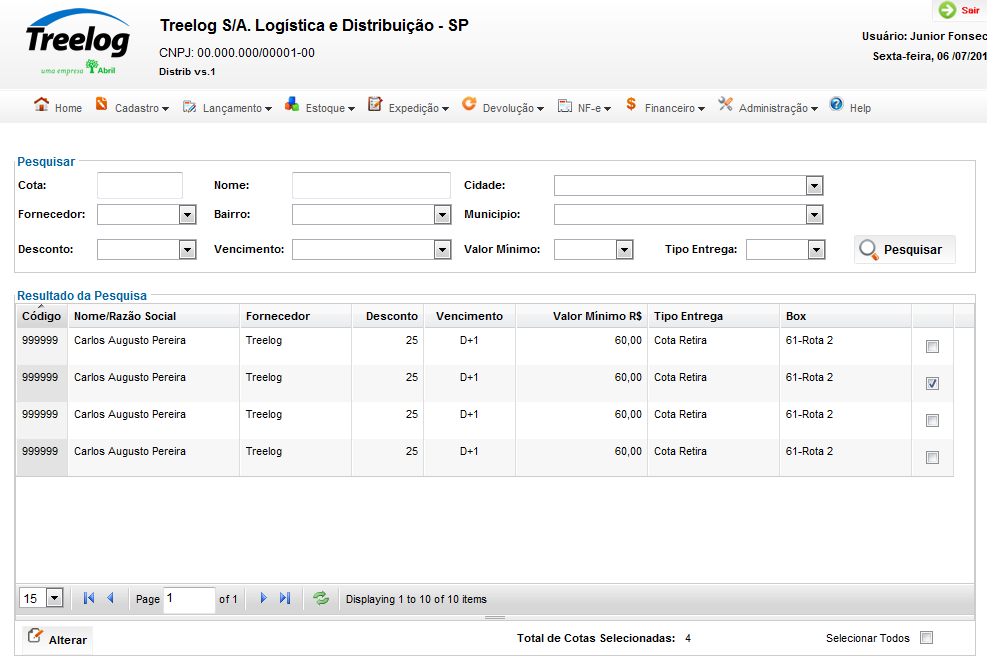 Sair
Treelog
uma empresa Abril
Treelog S/A. Logística e Distribuição - SP
CNPJ: 00.000.000/00001-00
Distrib vs.1
Usuário: Junior Fonsec
Sexta-feira, 06 /07/201
Home Cadastro Lançamento Estoque Expedição Devolução NF-e Financeiro Administração Help
Pesquisar
Cota: Nome: Cidade:
Fornecedor: Bairro: Municipio:
Desconto: Vencimento: Valor Mínimo: Tipo Entrega: Pesquisar
Resultado da Pesquisa
Código Nome/Razão Social Fornecedor Desconto Vencimento Valor Mínimo R$ Tipo Entrega Box
999999 Carlos Augusto Pereira Treelog 25 D+1 60,00 Cota Retira 61-Rota 2
999999 Carlos Augusto Pereira Treelog 25 D+1 60,00 Cota Retira 61-Rota 2
999999 Carlos Augusto Pereira Treelog 25 D+1 60,00 Cota Retira 61-Rota 2
999999 Carlos Augusto Pereira Treelog 25 D+1 60,00 Cota Retira 61-Rota 2
15 Page 1 of 1 Displaying 1 to 10 of 10 items
Alterar Total de Cotas Selecionadas: 4 Selecionar Todos